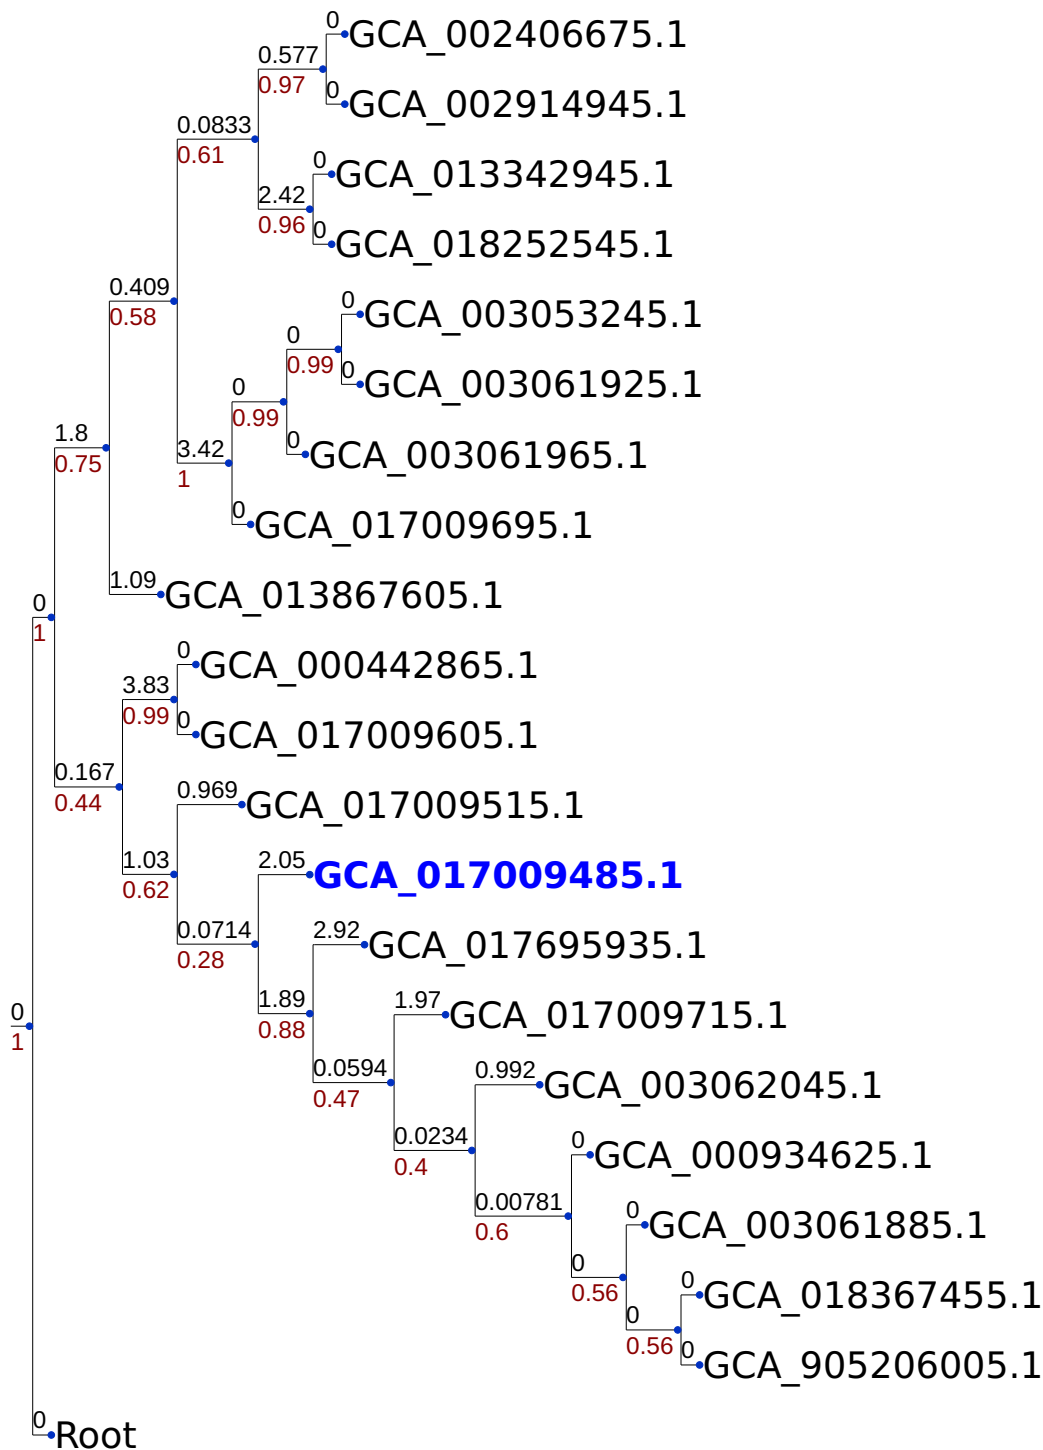 0
GCA_002406675.1
0.577
0.97
0
GCA_002914945.1
0.0833
0.61
0
GCA_013342945.1
2.42
0.96
0
GCA_018252545.1
0.409
0.58
0
GCA_003053245.1
0
0.99
0
GCA_003061925.1
0
0.99
1.8
0.75
3.42
1
0
GCA_003061965.1
0
GCA_017009695.1
1.09
GCA_013867605.1
0
1
0
GCA_000442865.1
3.83
0.99
0
GCA_017009605.1
0.167
0.44
0.969
GCA_017009515.1
1.03
0.62
2.05
GCA_017009485.1
0.0714
0.28
2.92
GCA_017695935.1
1.89
0.88
0
1
1.97
GCA_017009715.1
0.0594
0.47
0.992
GCA_003062045.1
0.0234
0.4
0
GCA_000934625.1
0.00781
0.6
0
GCA_003061885.1
0
0.56
0
GCA_018367455.1
0
0.56
0
GCA_905206005.1
0
Root